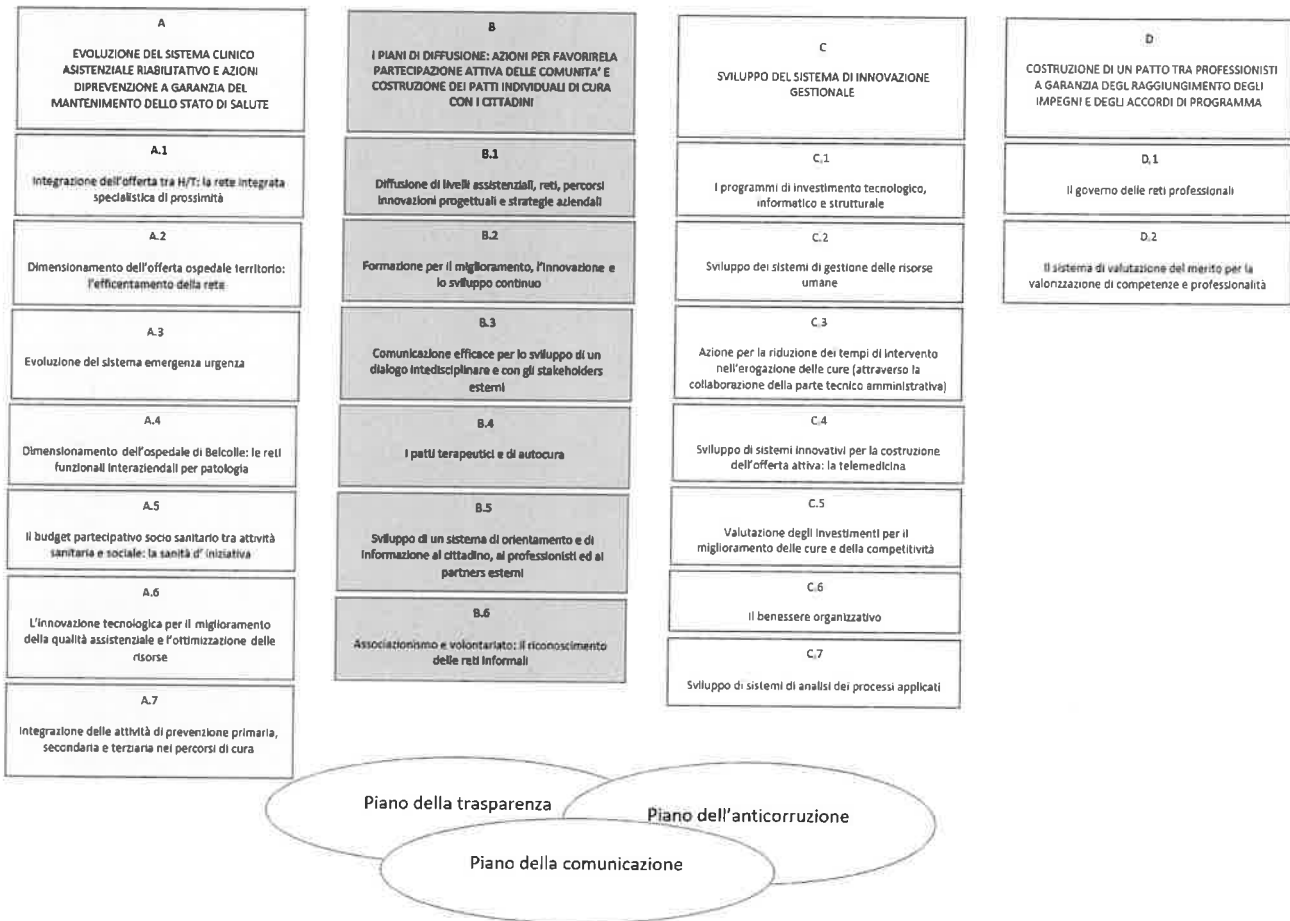 A
EVOLUZIONE DEL SISTEMA CLINICO
ASISTENZIALE RIABILITATIVO E AZIONI
DIPREVENZIONE A GARANZIA DEL
MANTENIMENTO DELLO STATO DI SALUTE
A.1
Integrazione dell'offerta tra H/T: la rete integrata
specialistica di prossimità
A.2
Dimensionamento dell'offerta ospedale territorio:
l'efficentamento della rete
A.3
Evoluzione del sistema emergenza urgenza
A.4
Dimensionamento dell'ospedale di Belcolle: le reti
funzionali interaziendali per patologia
A.5
Il budget partecipativo socio sanitario tra attività
sanitaria e sociale: la sanità d' iniziativa
A.6
L'innovazione tecnologica per il miglioramento
della qualità assistenziale e l'ottimizzazione delle
risorse
A.7
Integrazione delle attività di prevenzione primaria,
secondaria e terziaria nei percorsi di cura
B
I PIANI DI DIFFUSIONE: AZIONI PER FAVORIRELA
PARTECIPAZIONE ATTIVA DELLE COMUNITA' E
COSTRUZIONE DEI PATTI INDIVIDUALI DI CURA
CON I CITTADINI
B.1
Diffusione di livelli assistenziali, reti, percorsi
innovazioni progettuali e strategie aziendali
B.2
Formazione per il miglioramento, l'innovazione e
lo sviluppo continuo
B.3
Comunicazione efficace per lo sviluppo di un
dialogo intedisciplinare e con gli stakeholders
esterni
B.4
I patti terapeutici e di autocura
B.5
Sviluppo di un sistema di orientamento e di
informazione al cittadino, ai professionisti ed ai
partners esterni
B.6
Associazionismo e volontariato: il riconoscimento
delle reti informali
C
SVILUPPO DEL SISTEMA DI INNOVAZIONE
GESTIONALE
C.1
I programmi di investimento tecnologico,
informatico e strutturale
C.2
Sviluppo dei sistemi di gestione delle risorse
umane
C.3
Azione per la riduzione dei tempi di intervento
nell'erogazione delle cure (attraverso la
collaborazione della parte tecnico amministrativa)
C.4
Sviluppo di sistemi innovativi per la costruzione
dell'offerta attiva: la telemedicina
C.5
Valutazione degli investimenti per il
miglioramento delle cure e della competitività
C.6
Il benessere organizzativo
C.7
Sviluppo di sistemi di analisi dei processi applicati
D
COSTRUZIONE DI UN PATTO TRA PROFESSIONISTI
A GARANZIA DEGL RAGGIUNGIMENTO DEGLI
IMPEGNI E DEGLI ACCORDI DI PROGRAMMA
D.1
Il governo delle reti professionali
D.2
Il sistema di valutazione del merito per la
valorizzazione di competenze e professionalità
Piano della trasparenza
Piano dell'anticorruzione
Piano della comunicazione